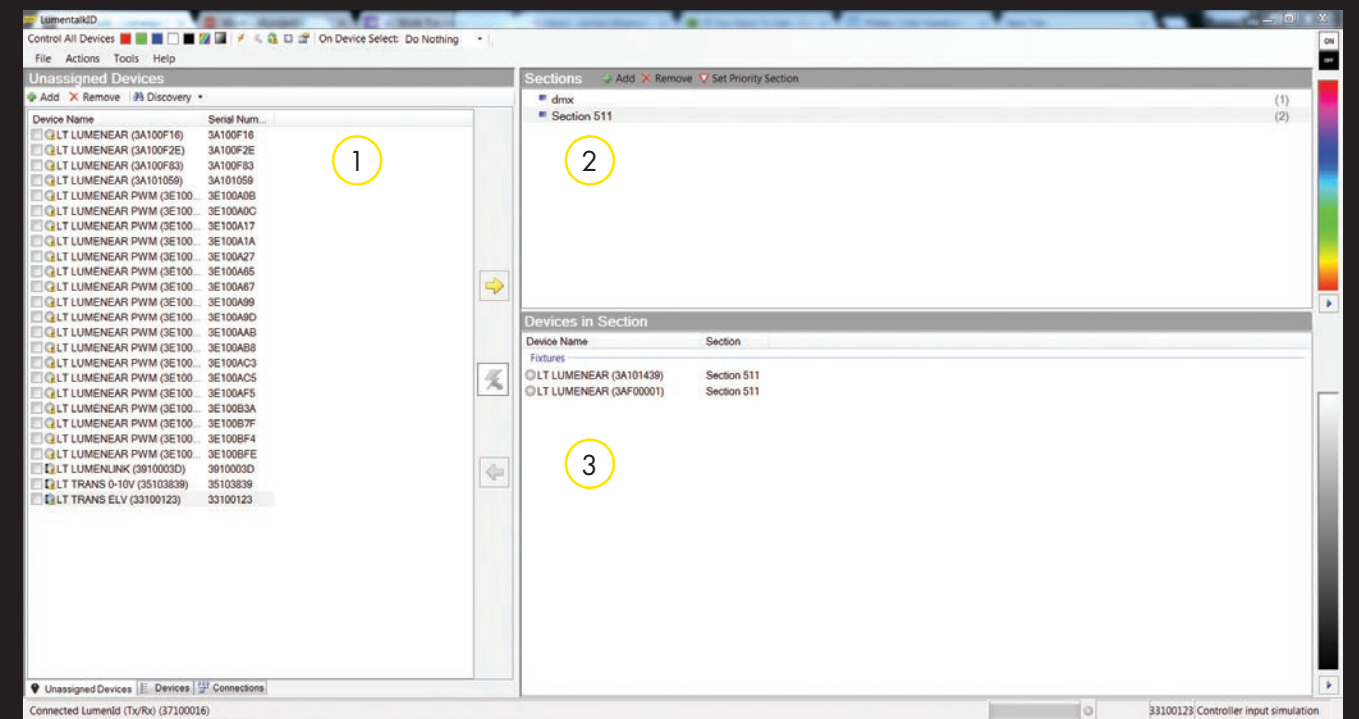 LumentalkID
Control All Devices On Device Select: Do Nothing
ON
OFF
File Actions Tools Help
Unassigned Devices
Add Remove Discovery
Device Name Serial Num...
LT LUMENEAR (3A100F16) 3A100F16
LT LUMENEAR (3A100F2E) 3A100F2E
LT LUMENEAR (3A100F83) 3A100F83
LT LUMENEAR (3A101059) 3A101059
LT LUMENEAR PWM (3E100... 3E100A0B
LT LUMENEAR PWM (3E100... 3E100A0C
LT LUMENEAR PWM (3E100... 3E100A17
LT LUMENEAR PWM (3E100... 3E100A1A
LT LUMENEAR PWM (3E100... 3E100A27
LT LUMENEAR PWM (3E100... 3E100A65
LT LUMENEAR PWM (3E100... 3E100A67
LT LUMENEAR PWM (3E100... 3E100A99
LT LUMENEAR PWM (3E100... 3E100A9D
LT LUMENEAR PWM (3E100... 3E100AAB
LT LUMENEAR PWM (3E100... 3E100AB8
LT LUMENEAR PWM (3E100... 3E100AC3
LT LUMENEAR PWM (3E100... 3E100AC5
LT LUMENEAR PWM (3E100... 3E100AF5
LT LUMENEAR PWM (3E100... 3E100B3A
LT LUMENEAR PWM (3E100... 3E100B7F
LT LUMENEAR PWM (3E100... 3E100BF4
LT LUMENEAR PWM (3E100... 3E100BFE
LT LUMENLINK (3910003D) 3910003D
LT TRANS 0-10V (35103839) 35103839
LT TRANS ELV (33100123) 33100123
1
Unassigned Devices Devices Connections
Sections Add Remove Set Priority Section
dmx (1)
Section 511 (2)
2
Devices in Section
Device Name Section
Fixtures
LT LUMENEAR (3A101439) Section 511
LT LUMENEAR (3AF00001) Section 511
3
Connected LumenId (Tx/Rx) (37100016) 33100123 Controller input simulation